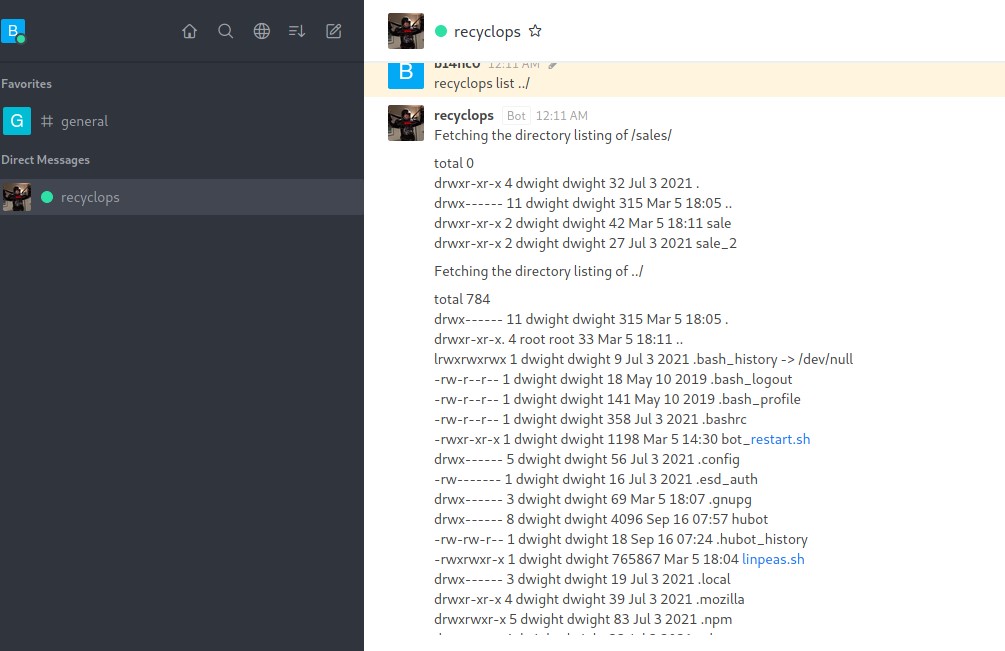 B
Favorites
G # general
Direct Messages
recyclops
recyclops
B b14nc0 12:11 AM
recyclops list ../
recyclops Bot 12:11 AM
Fetching the directory listing of /sales/
total 0
drwxr-xr-x 4 dwight dwight 32 Jul 3 2021 .
drwx------ 11 dwight dwight 315 Mar 5 18:05 ..
drwxr-xr-x 2 dwight dwight 42 Mar 5 18:11 sale
drwxr-xr-x 2 dwight dwight 27 Jul 3 2021 sale_2
Fetching the directory listing of ../
total 784
drwx------ 11 dwight dwight 315 Mar 5 18:05 .
drwxr-xr-x. 4 root root 33 Mar 5 18:11 ..
lrwxrwxrwx 1 dwight dwight 9 Jul 3 2021 .bash_history -> /dev/null
-rw-r--r-- 1 dwight dwight 18 May 10 2019 .bash_logout
-rw-r--r-- 1 dwight dwight 141 May 10 2019 .bash_profile
-rw-r--r-- 1 dwight dwight 358 Jul 3 2021 .bashrc
-rwxr-xr-x 1 dwight dwight 1198 Mar 5 14:30 bot_restart.sh
drwx------ 5 dwight dwight 56 Jul 3 2021 .config
-rw------- 1 dwight dwight 16 Jul 3 2021 .esd_auth
drwx------ 3 dwight dwight 69 Mar 5 18:07 .gnupg
drwx------ 8 dwight dwight 4096 Sep 16 07:57 hubot
-rw-rw-r-- 1 dwight dwight 18 Sep 16 07:24 .hubot_history
-rwxrwxr-x 1 dwight dwight 765867 Mar 5 18:04 linpeas.sh
drwx------ 3 dwight dwight 19 Jul 3 2021 .local
drwxr-xr-x 4 dwight dwight 39 Jul 3 2021 .mozilla
drwxrwxr-x 5 dwight dwight 83 Jul 3 2021 .npm